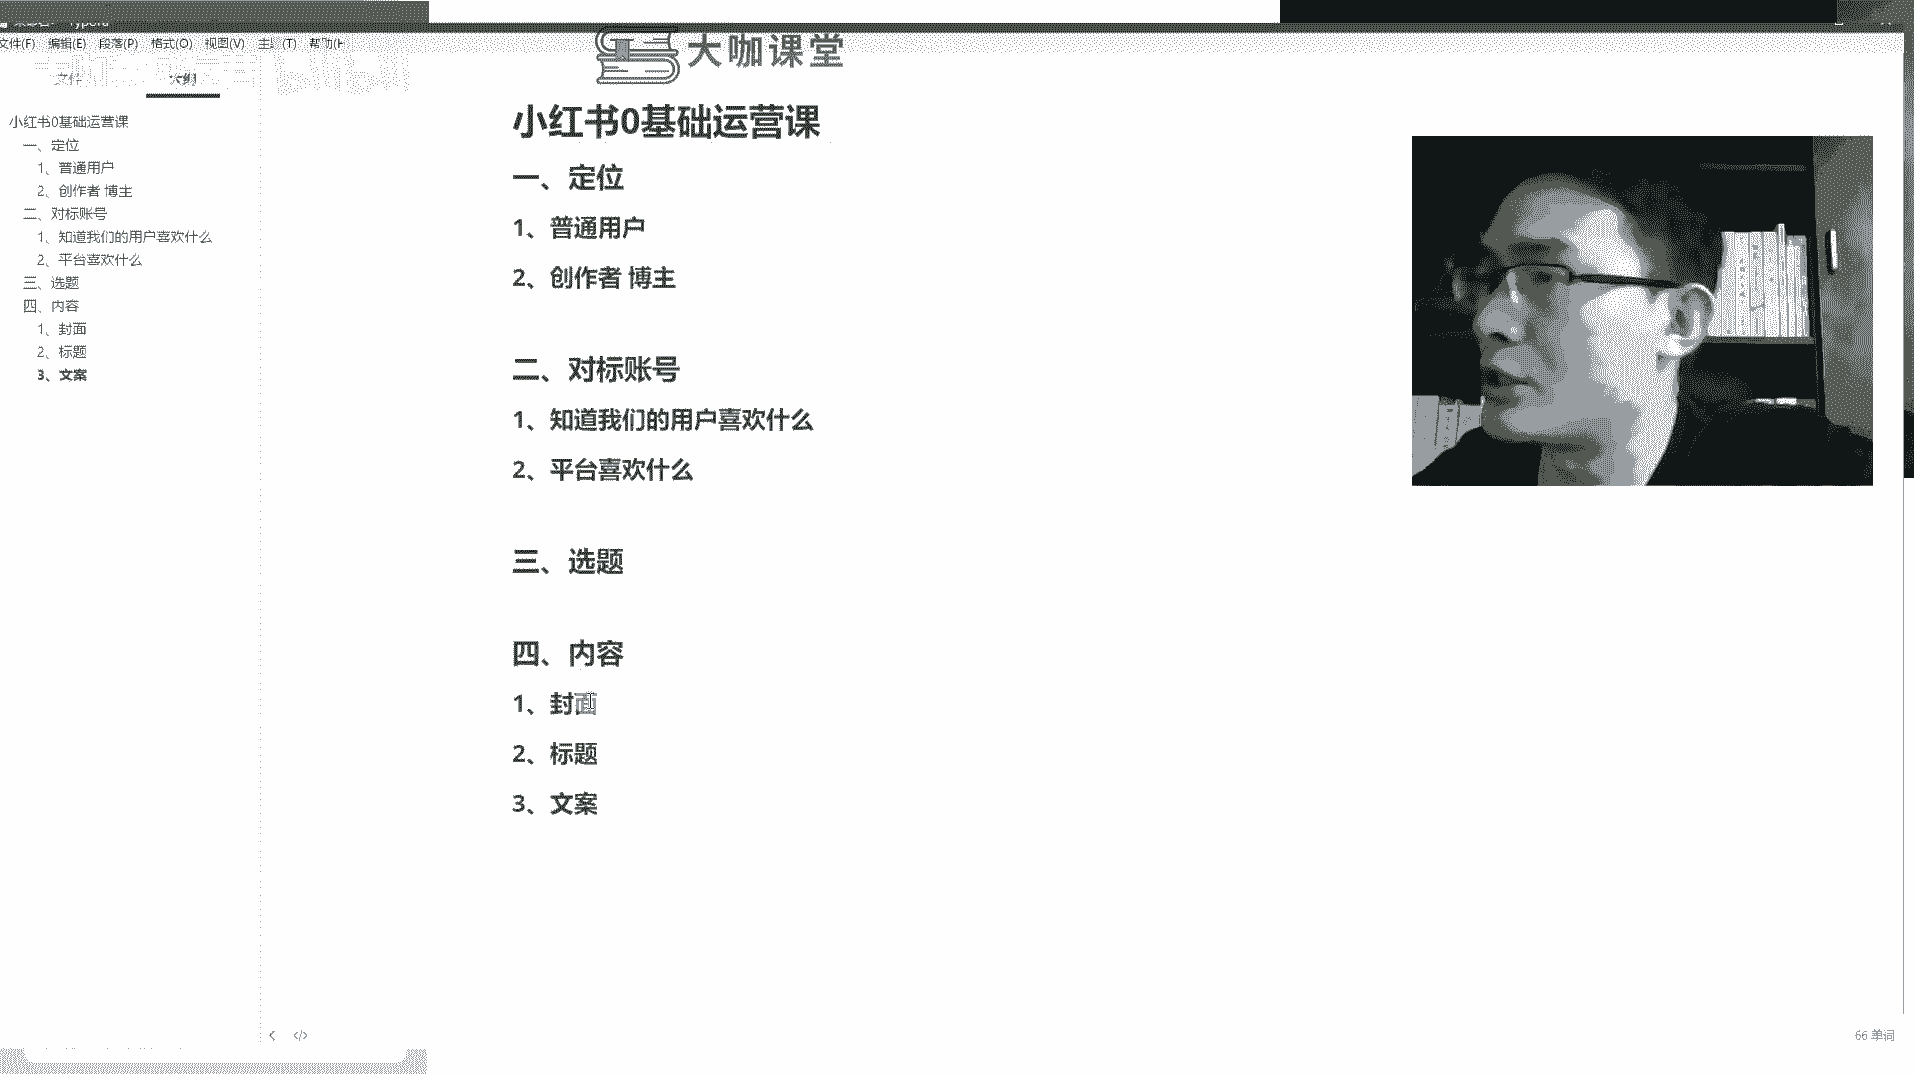 文件(F) 编辑(E) 段落(P) 格式(O) 视图(V) 主题(T) 帮助(H
文件 大纲
小红书0基础运营课
一、定位
1、普通用户
2、创作者 博主
二、对标账号
1、知道我们的用户喜欢什么
2、平台喜欢什么
三、选题
四、内容
1、封面
2、标题
3、文案
大咖课堂
小红书0基础运营课
一、定位
1、普通用户
2、创作者 博主
二、对标账号
1、知道我们的用户喜欢什么
2、平台喜欢什么
三、选题
四、内容
1、封面
2、标题
3、文案
66 单词